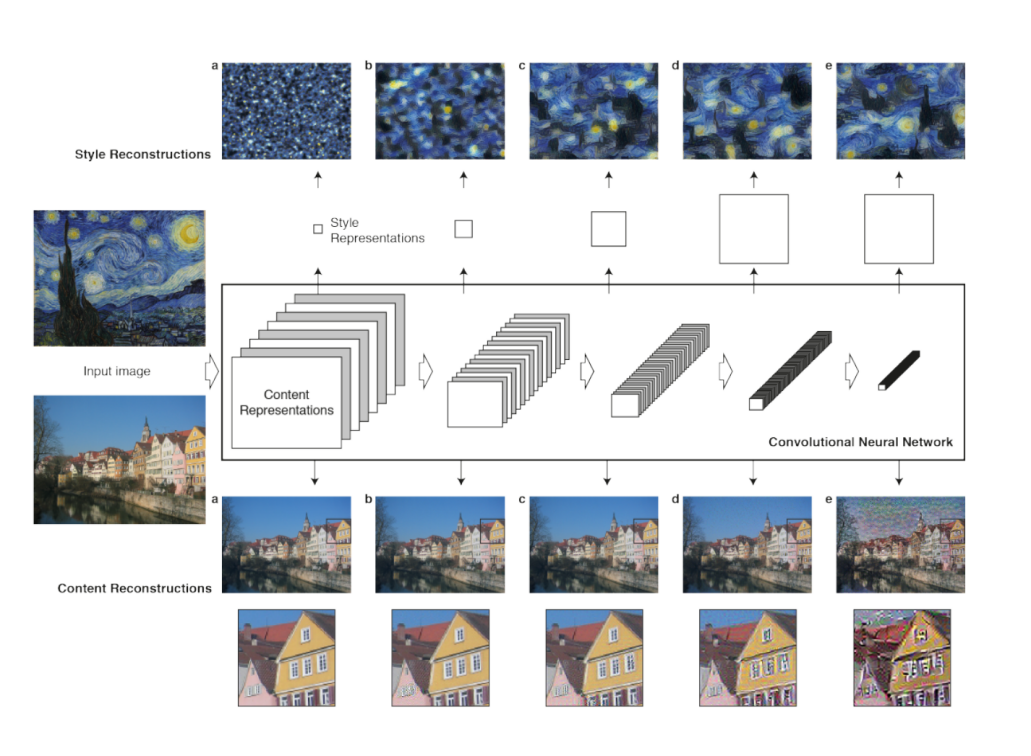 a
b
c
d
e
Style Reconstructions
Style
Representations
Input image
Content
Representations
Convolutional Neural Network
a
b
c
d
e
Content Reconstructions